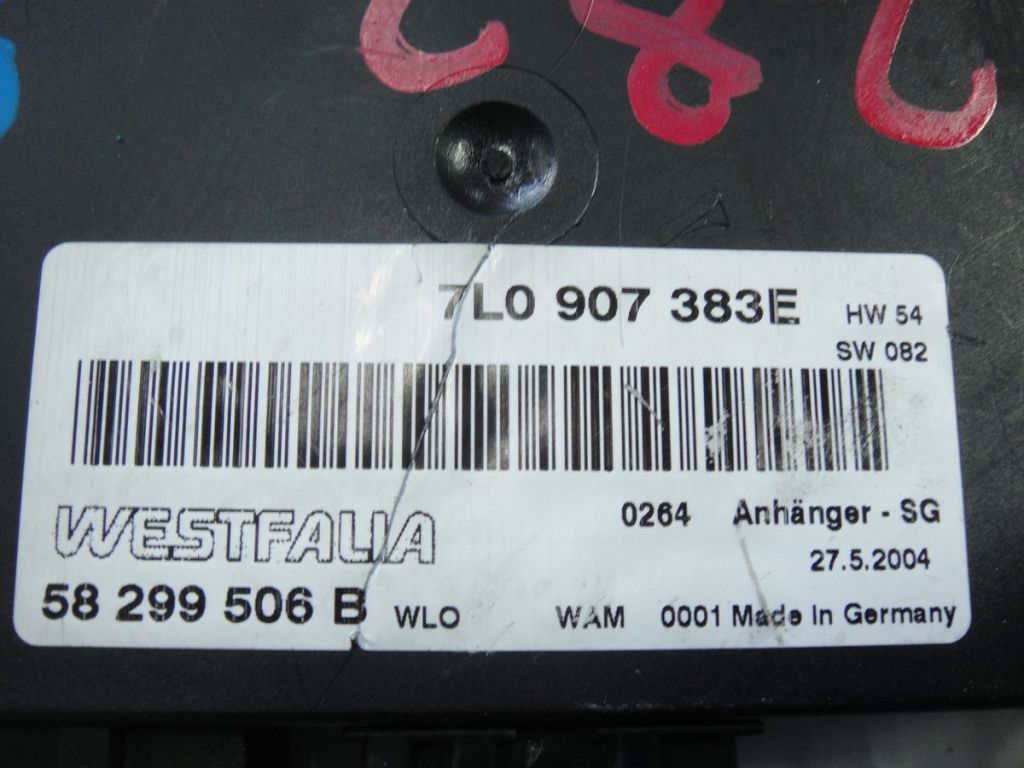 7L0 907 383E HW 54
SW 082
WESTFALIA 0264 Anhänger - SG
27.5.2004
58 299 506 B WLO WAM 0001 Made In Germany